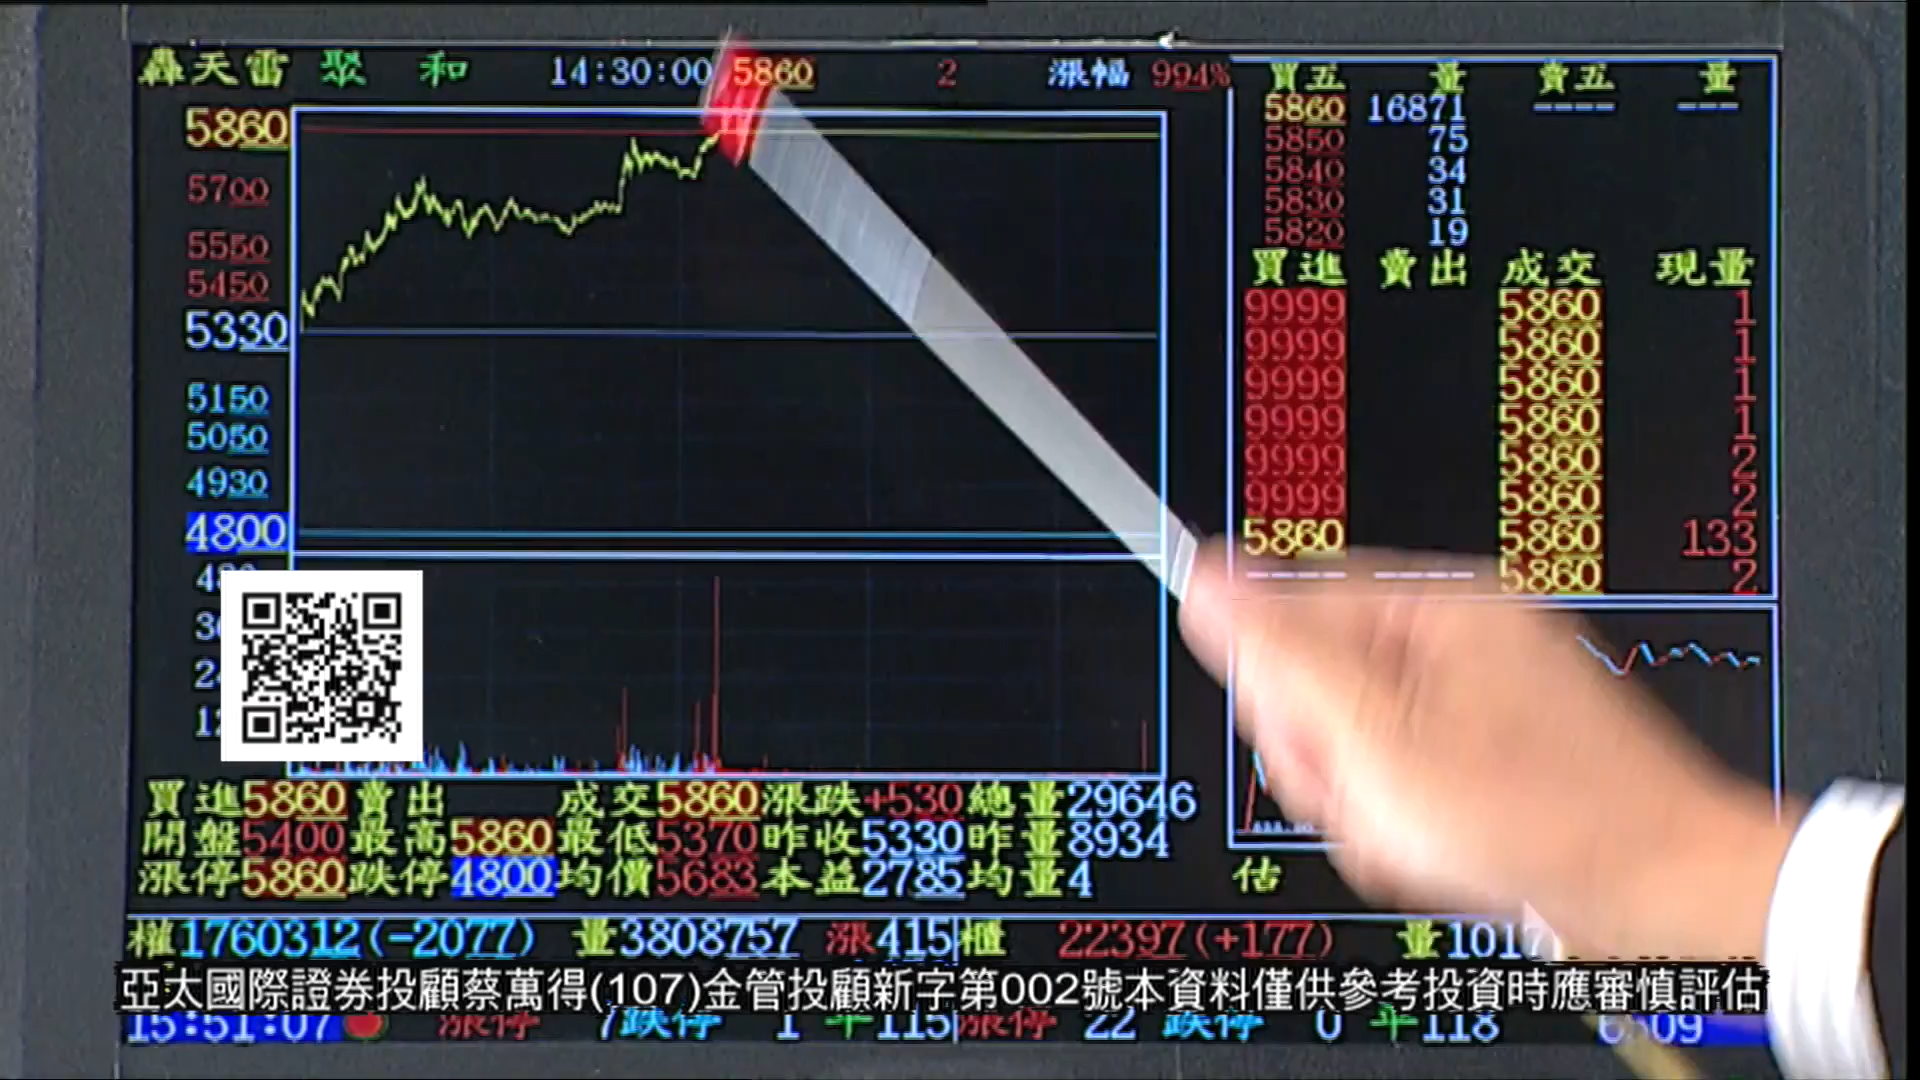 轟天雷 聚 和 14:30:00 5860 2 漲幅 994%
買五 量 賣五 量
5860 16871 ---- ---
5850 75
5840 34
5830 31
5820 19
買進 賣出 成交 現量
9999 5860 1
9999 5860 1
9999 5860 1
9999 5860 1
9999 5860 2
9999 5860 2
5860 5860 133
---- ---- 5860 2
5860
5700
5550
5450
5330
5150
5050
4930
4800
買進5860賣出 成交5860漲跌+530總量29646
開盤5400最高5860最低5370昨收5330昨量8934
漲停5860跌停4800均價5683本益2785均量4
估
權1760312(-2077) 量3808757 漲415 櫃 22397(+177) 量1017
亞太國際證券投顧蔡萬得(107)金管投顧新字第002號本資料僅供參考投資時應審慎評估
15:51:07 漲停 7跌停 1 平115漲停 22 跌停 0 平118